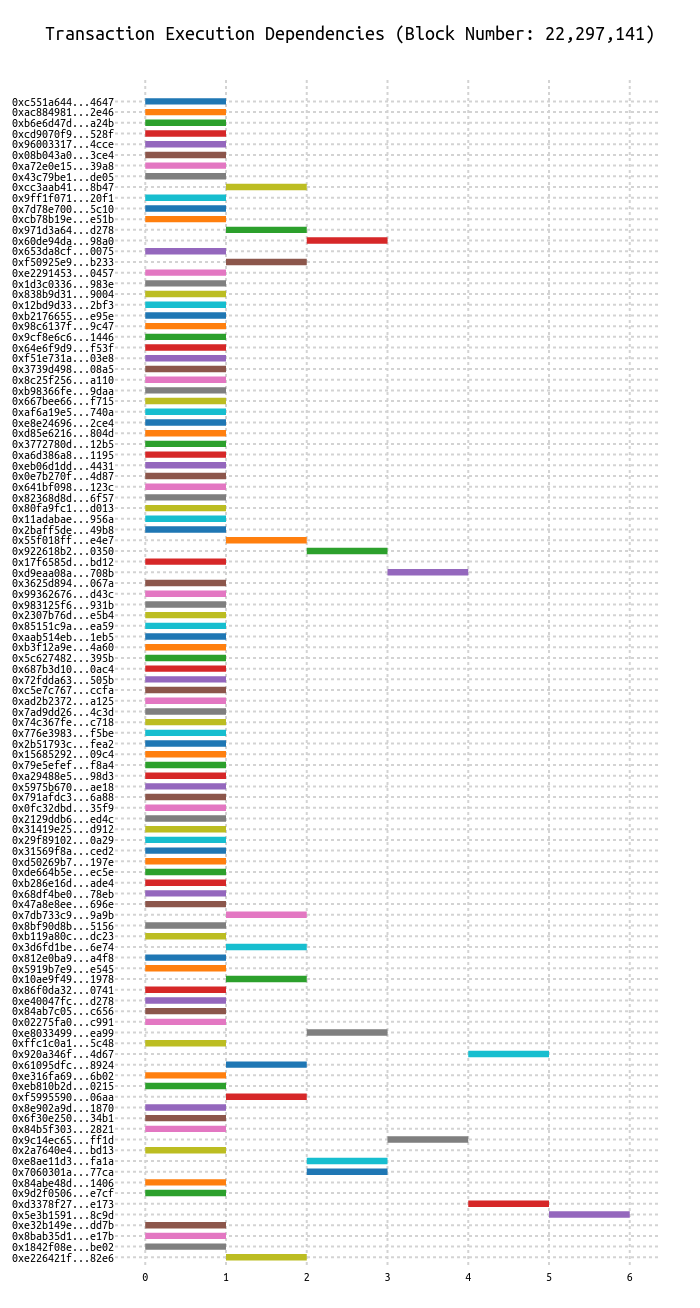 Transaction Execution Dependencies (Block Number: 22,297,141)
0xc551a644...4647
0xac884981...2e46
0xb6e6d47d...a24b
0xcd9070f9...528f
0x96003317...4cce
0x08b043a0...3ce4
0xa72e0e15...39a8
0x43c79be1...de05
0xcc3aab41...8b47
0x9ff1f071...20f1
0x7d78e700...5c10
0xcb78b19e...e51b
0x971d3a64...d278
0x60de94da...98a0
0x653da8cf...0075
0xf50925e9...b233
0xe2291453...0457
0x1d3c0336...983e
0x838b9d31...9004
0x12bd9d33...2bf3
0xb2176655...e95e
0x98c6137f...9c47
0x9cf8e6c6...1446
0x64e6f9d9...f53f
0xf51e731a...03e8
0x3739d498...08a5
0x8c25f256...a110
0xb98366fe...9daa
0x667bee66...f715
0xaf6a19e5...740a
0xe8e24696...2ce4
0xd85e6216...804d
0x3772780d...12b5
0xa6d386a8...1195
0xeb06d1dd...4431
0x0e7b270f...4d87
0x641bf098...123c
0x82368d8d...6f57
0x80fa9fc1...d013
0x11adabae...956a
0x2baff5de...49b8
0x55f018ff...e4e7
0x922618b2...0350
0x17f6585d...bd12
0xd9eaa08a...708b
0x3625d894...067a
0x99362676...d43c
0x983125f6...931b
0x2307b76d...e5b4
0x85151c9a...ea59
0xaab514eb...1eb5
0xb3f12a9e...4a60
0x5c627482...395b
0x687b3d10...0ac4
0x72fdda63...505b
0xc5e7c767...ccfa
0xad2b2372...a125
0x7ad9dd26...4c3d
0x74c367fe...c718
0x776e3983...f5be
0x2b51793c...fea2
0x15685292...09c4
0x79e5efef...f8a4
0xa29488e5...98d3
0x5975b670...ae18
0x791afdc3...6a88
0x0fc32dbd...35f9
0x2129ddb6...ed4c
0x31419e25...d912
0x29f89102...0a29
0x31569f8a...ced2
0xd50269b7...197e
0xde664b5e...ec5e
0xb286e16d...ade4
0x68df4be0...78eb
0x47a8e8ee...696e
0x7db733c9...9a9b
0x8bf90d8b...5156
0xb119a80c...dc23
0x3d6fd1be...6e74
0x812e0ba9...a4f8
0x5919b7e9...e545
0x10ae9f49...1978
0x86f0da32...0741
0xe40047fc...d278
0x84ab7c05...c656
0x02275fa0...c991
0xe8033499...ea99
0xffc1c0a1...5c48
0x920a346f...4d67
0x61095dfc...8924
0xe316fa69...6b02
0xeb810b2d...0215
0xf5995590...06aa
0x8e902a9d...1870
0x6f30e250...34b1
0x84b5f303...2821
0x9c14ec65...ff1d
0x2a7640e4...bd13
0xe8ae11d3...fa1a
0x7060301a...77ca
0x84abe48d...1406
0x9d2f0506...e7cf
0xd3378f27...e173
0x5e3b1591...8c9d
0xe32b149e...dd7b
0x8bab35d1...e17b
0x1842f08e...be02
0xe226421f...82e6
0 1 2 3 4 5 6